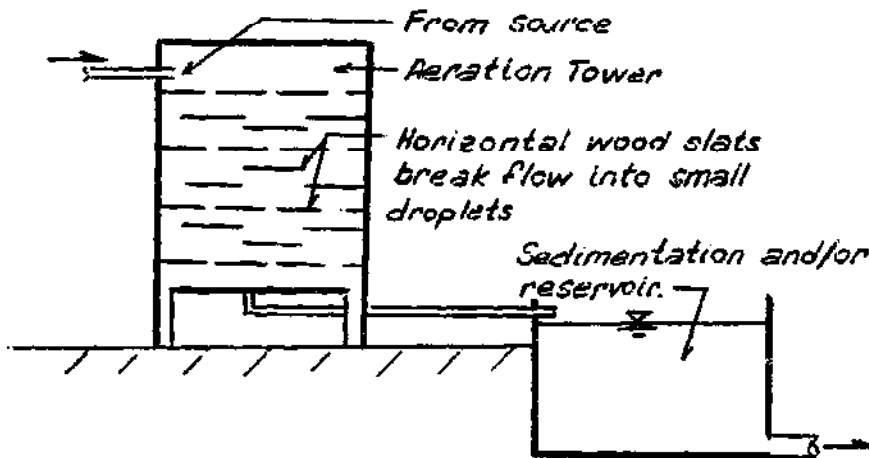 From source
Aeration Tower
Horizontal wood slats
break flow into small
droplets
Sedimentation and/or
reservoir.